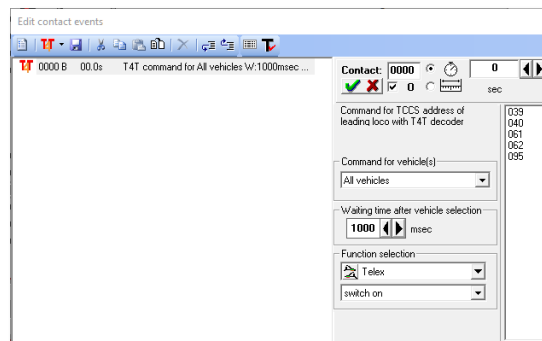 Edit contact events
0000 B 00.0s T4T command for All vehicles W:1000msec ...
Contact: 0000 0
0 sec
Command for TCCS address of
leading loco with T4T decoder
039
040
061
062
095
Command for vehicle(s)
All vehicles
Waiting time after vehicle selection
1000 msec
Function selection
Telex
switch on